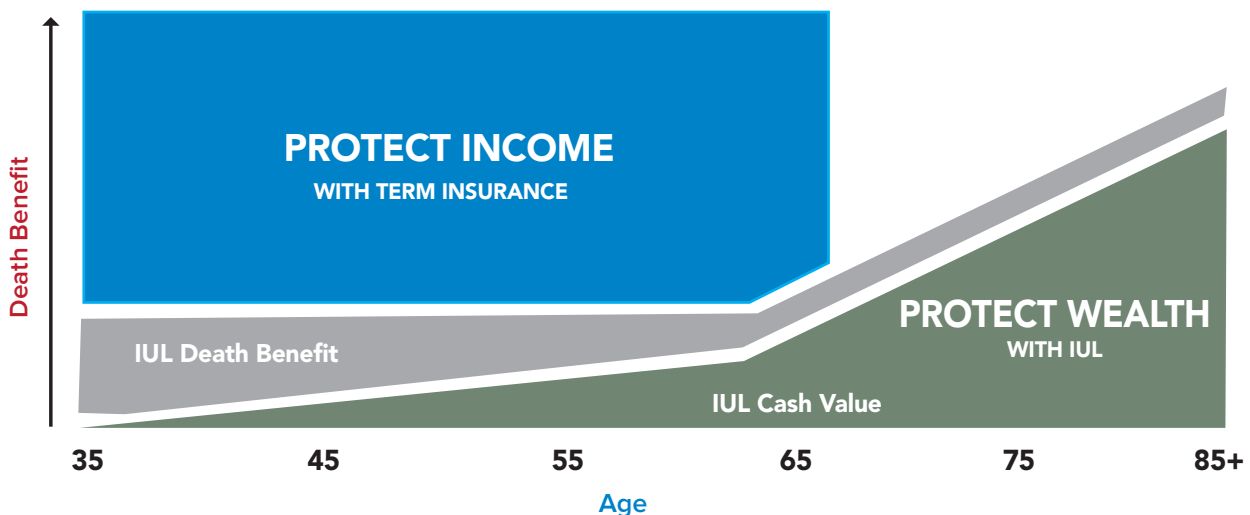 Death Benefit
PROTECT INCOME
WITH TERM INSURANCE
IUL Death Benefit
PROTECT WEALTH
WITH IUL
IUL Cash Value
35 45 55 65 75 85+
Age